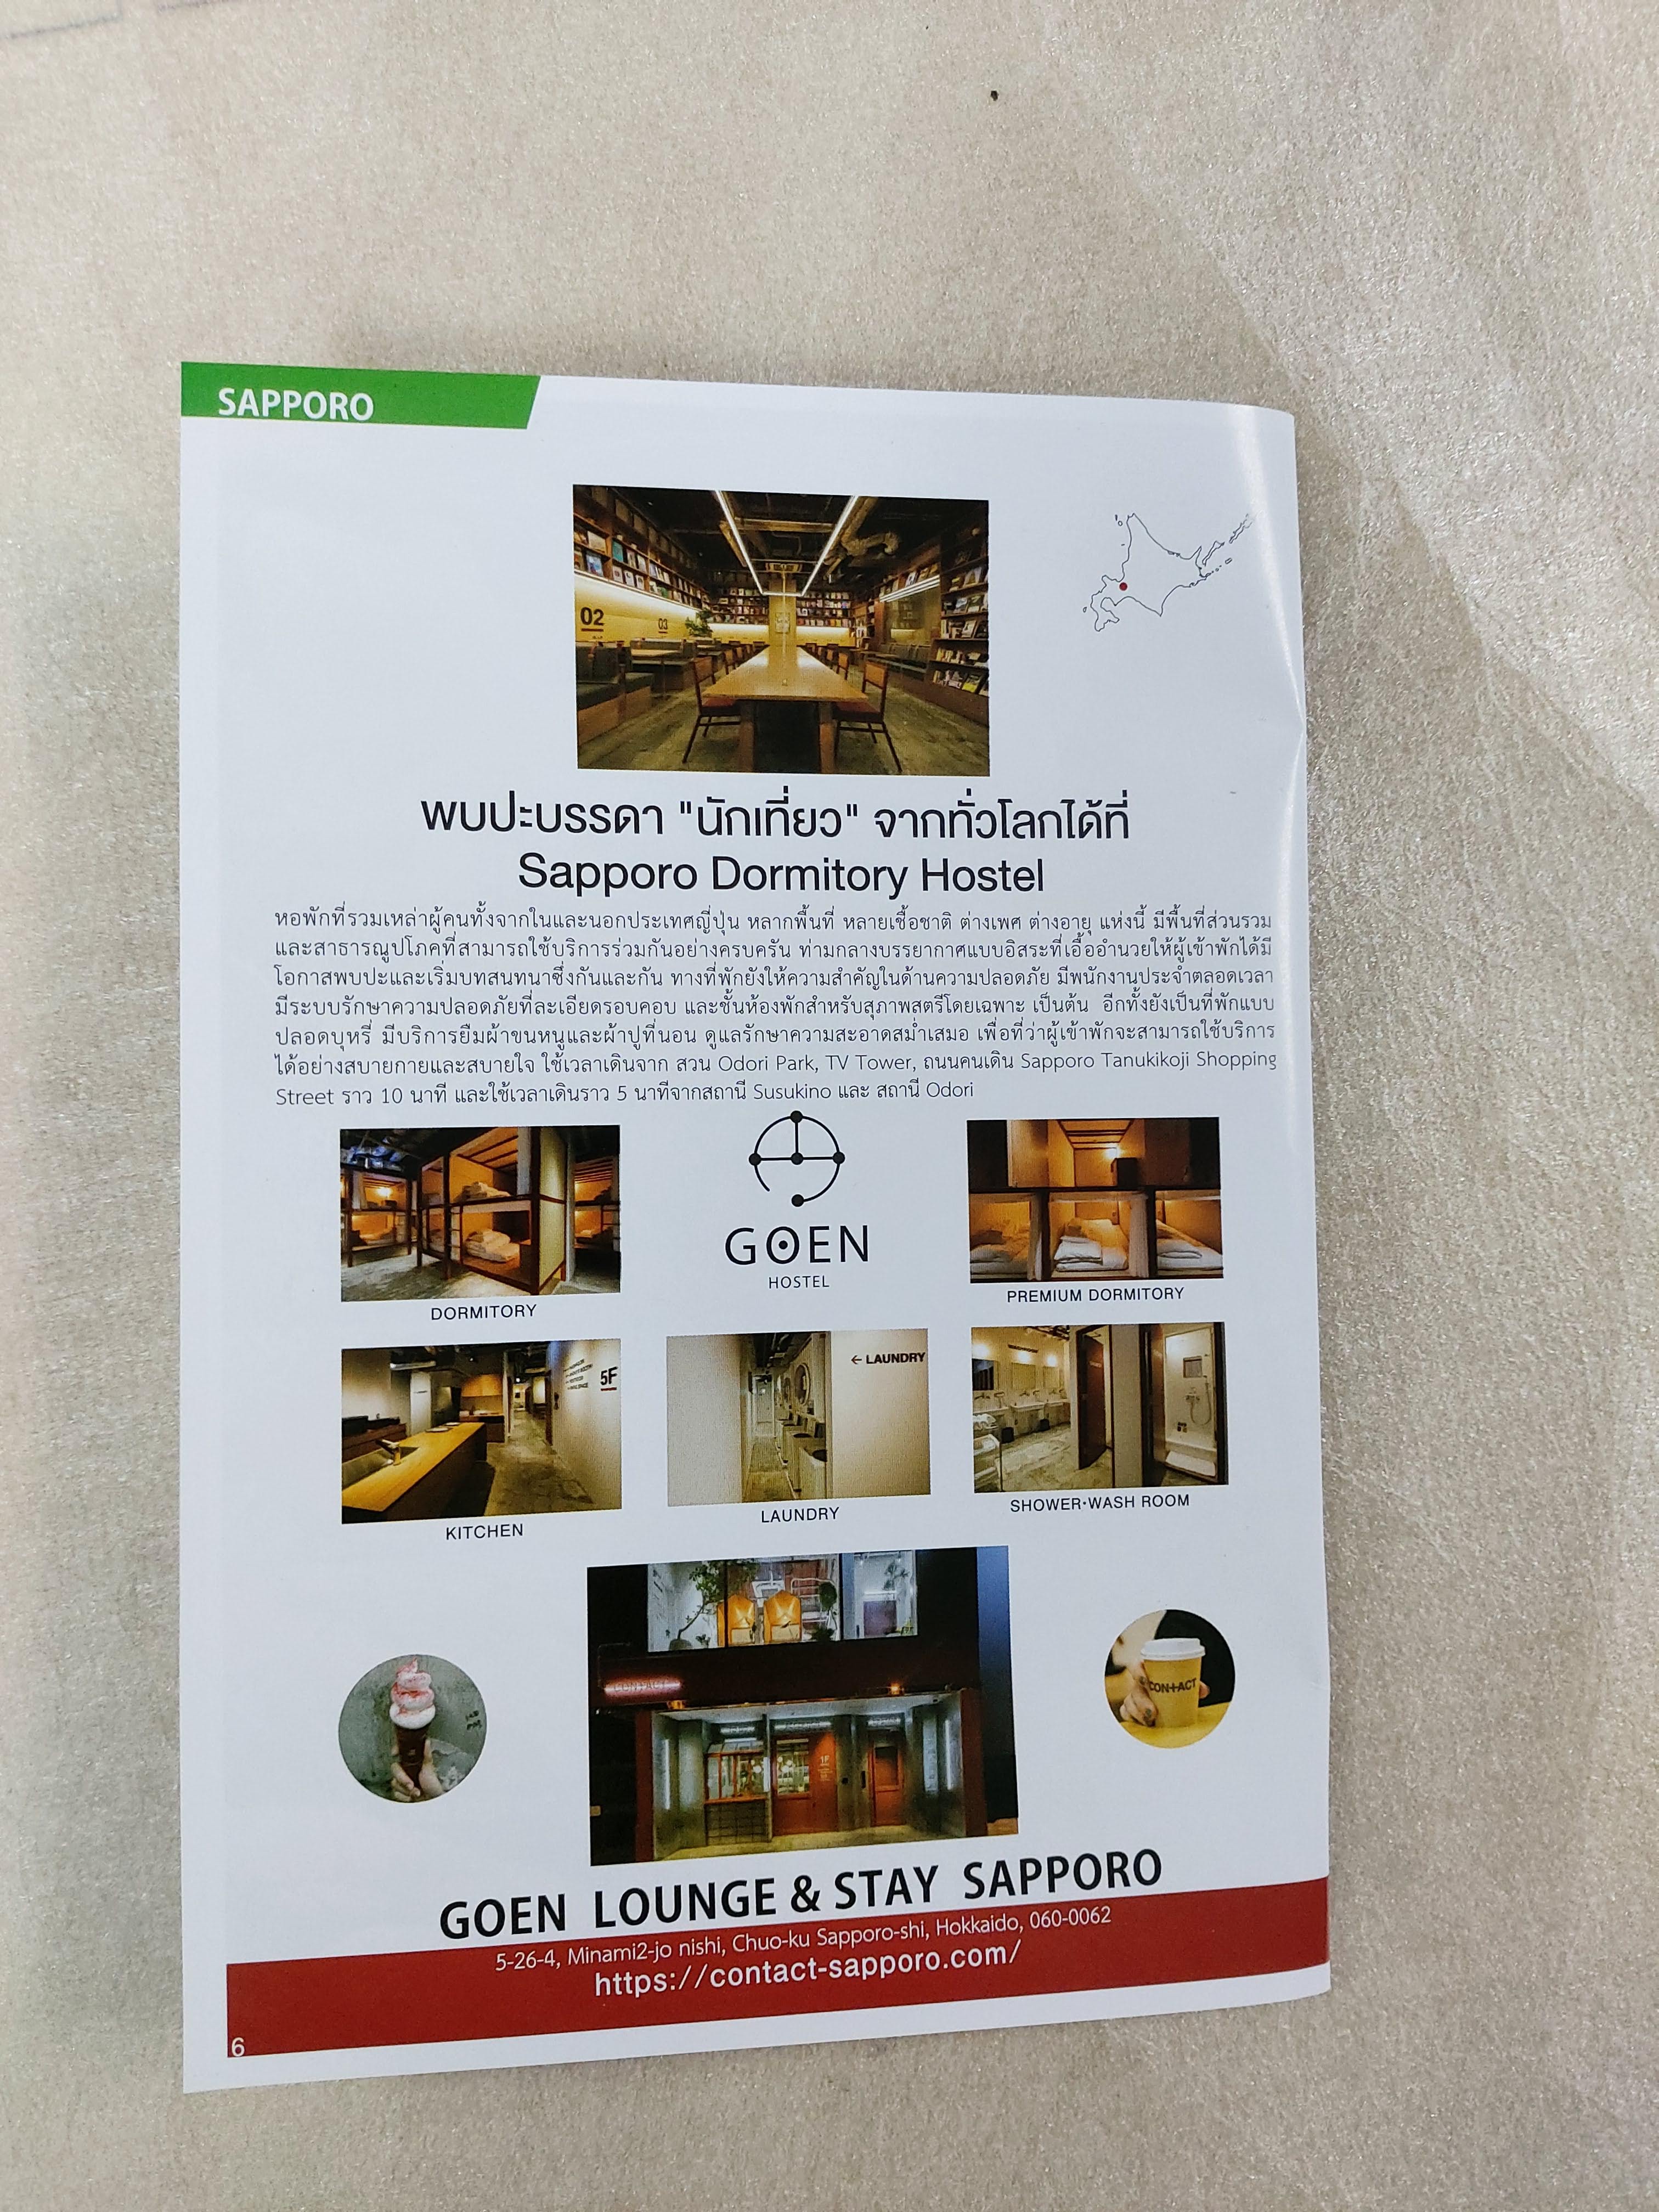 SAPPORO
02
03
พบปะบรรดา "นักเที่ยว" จากทั่วโลกได้ที่
Sapporo Dormitory Hostel
หอพักที่รวมเหล่าผู้คนทั้งจากในและนอกประเทศญี่ปุ่น หลากพื้นที่ หลายเชื้อชาติ ต่างเพศ ต่างอายุ แห่งนี้ มีพื้นที่ส่วนรวม
และสาธารณูปโภคที่สามารถใช้บริการร่วมกันอย่างครบครัน ท่ามกลางบรรยากาศแบบอิสระที่เอื้ออำนวยให้ผู้เข้าพักได้มี
โอกาสพบปะและเริ่มบทสนทนาซึ่งกันและกัน ทางที่พักยังให้ความสำคัญในด้านความปลอดภัย มีพนักงานประจำตลอดเวลา
มีระบบรักษาความปลอดภัยที่ละเอียดรอบคอบ และชั้นห้องพักสำหรับสุภาพสตรีโดยเฉพาะ เป็นต้น อีกทั้งยังเป็นที่พักแบบ
ปลอดบุหรี่ มีบริการยืมผ้าขนหนูและผ้าปูที่นอน ดูแลรักษาความสะอาดสม่ำเสมอ เพื่อที่ว่าผู้เข้าพักจะสามารถใช้บริการ
ได้อย่างสบายกายและสบายใจ ใช้เวลาเดินจาก สวน Odori Park, TV Tower, ถนนคนเดิน Sapporo Tanukikoji Shopping
Street ราว 10 นาที และใช้เวลาเดินราว 5 นาทีจากสถานี Susukino และ สถานี Odori
GOEN
HOSTEL
DORMITORY
PREMIUM DORMITORY
5F
← LAUNDRY
KITCHEN
LAUNDRY
SHOWER・WASH ROOM
CON+ACT
1F
CON+ACT
GOEN LOUNGE & STAY SAPPORO
5-26-4, Minami2-jo nishi, Chuo-ku Sapporo-shi, Hokkaido, 060-0062
https://contact-sapporo.com/
6